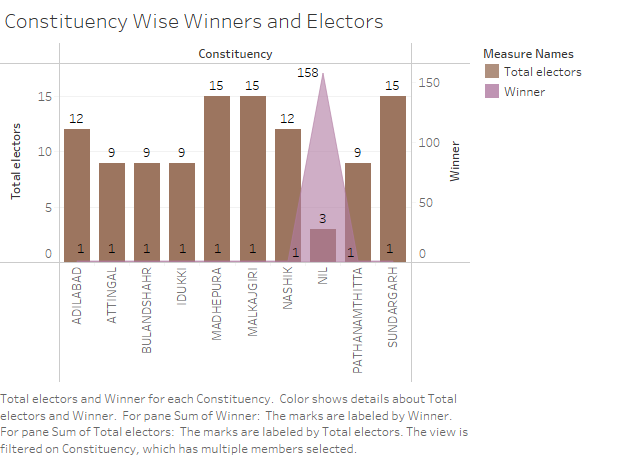 Constituency Wise Winners and Electors
Constituency
Measure Names
Total electors
Winner
Total electors
15
10
5
0
12
9
9
9
15
15
12
158
3
9
15
1
1
1
1
1
1
1
1
1
150
100
50
0
Winner
ADILABAD
ATTINGAL
BULANDSHAHR
IDUKKI
MADHEPURA
MALKAJGIRI
NASHIK
NIL
PATHANAMTHITTA
SUNDARGARH
Total electors and Winner for each Constituency.  Color shows details about Total
electors and Winner.  For pane Sum of Winner:  The marks are labeled by Winner.
For pane Sum of Total electors:  The marks are labeled by Total electors. The view is
filtered on Constituency, which has multiple members selected.